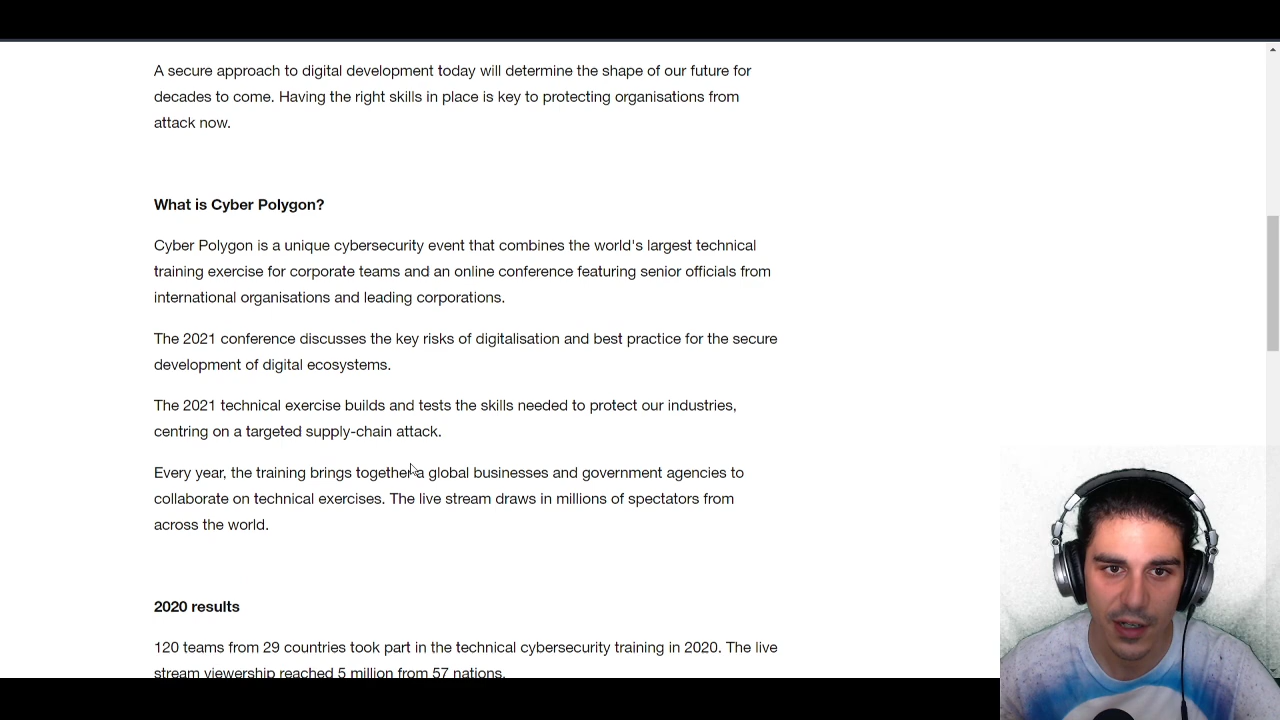 A secure approach to digital development today will determine the shape of our future for
decades to come. Having the right skills in place is key to protecting organisations from
attack now.
What is Cyber Polygon?
Cyber Polygon is a unique cybersecurity event that combines the world's largest technical
training exercise for corporate teams and an online conference featuring senior officials from
international organisations and leading corporations.
The 2021 conference discusses the key risks of digitalisation and best practice for the secure
development of digital ecosystems.
The 2021 technical exercise builds and tests the skills needed to protect our industries,
centring on a targeted supply-chain attack.
Every year, the training brings together a global businesses and government agencies to
collaborate on technical exercises. The live stream draws in millions of spectators from
across the world.
2020 results
120 teams from 29 countries took part in the technical cybersecurity training in 2020. The live
stream viewership reached 5 million from 57 nations.